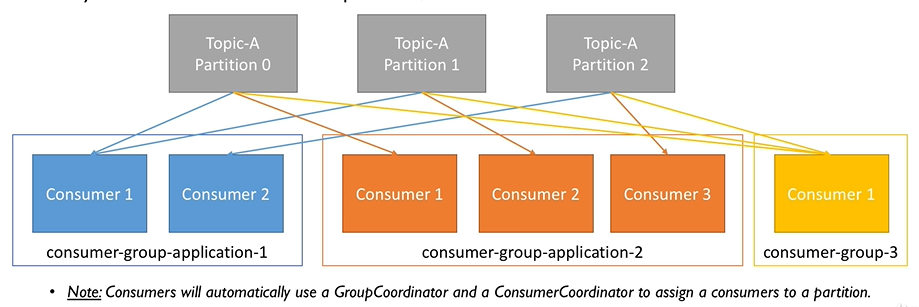 Topic-A
Partition 0
Topic-A
Partition 1
Topic-A
Partition 2
Consumer 1
Consumer 2
consumer-group-application-1
Consumer 1
Consumer 2
Consumer 3
consumer-group-application-2
Consumer 1
consumer-group-3
• Note: Consumers will automatically use a GroupCoordinator and a ConsumerCoordinator to assign a consumers to a partition.